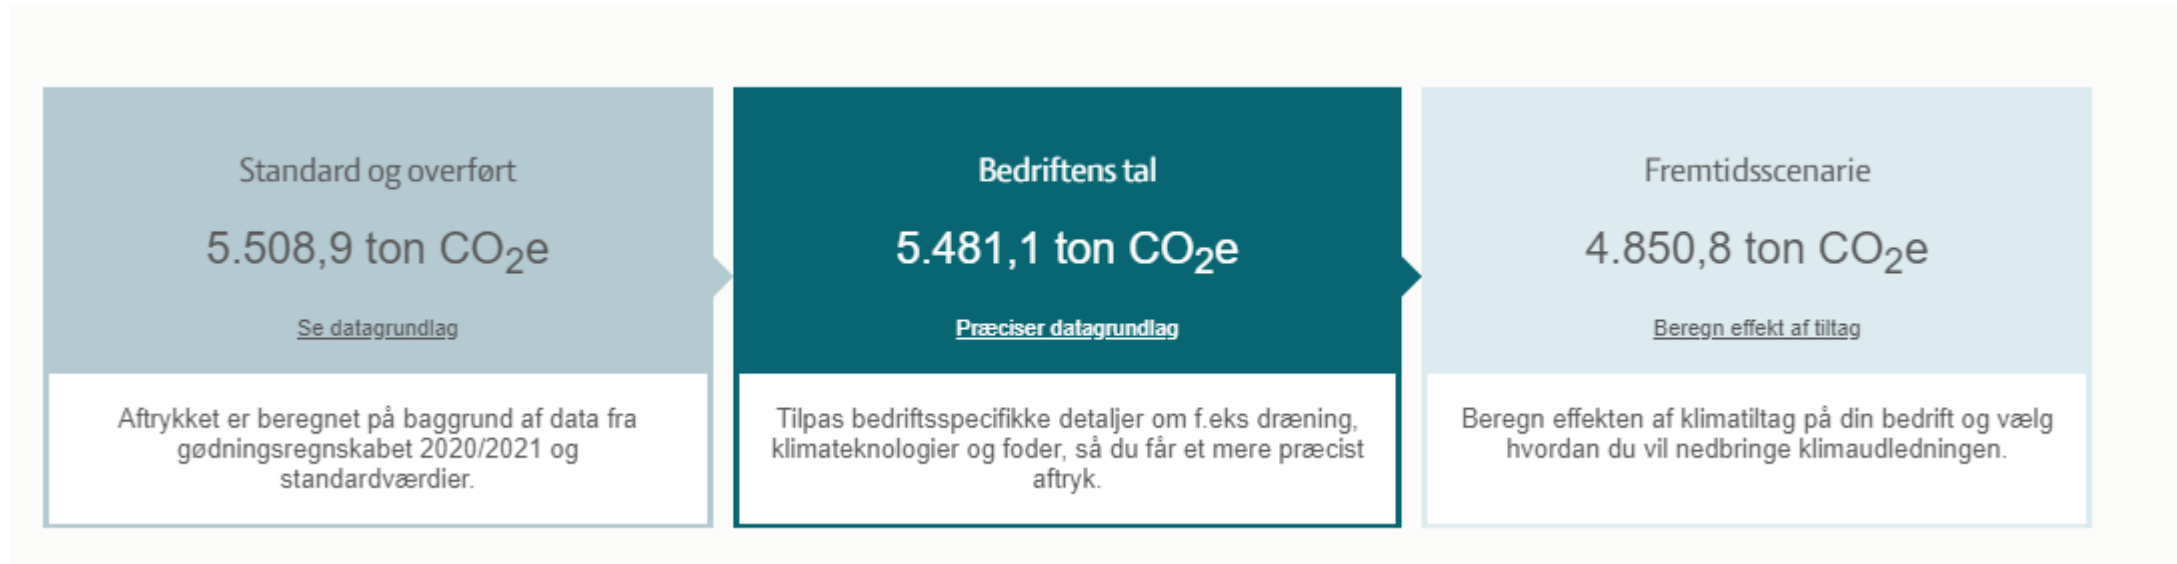 Standard og overført
5.508,9 ton CO₂e
Se datagrundlag
Aftrykket er beregnet på baggrund af data fra
gødningsregnskabet 2020/2021 og
standardværdier.
Bedriftens tal
5.481,1 ton CO₂e
Præciser datagrundlag
Tilpas bedriftsspecifikke detaljer om f.eks dræning,
klimateknologier og foder, så du får et mere præcist
aftryk.
Fremtidsscenarie
4.850,8 ton CO₂e
Beregn effekt af tiltag
Beregn effekten af klimatiltag på din bedrift og vælg
hvordan du vil nedbringe klimaudledningen.